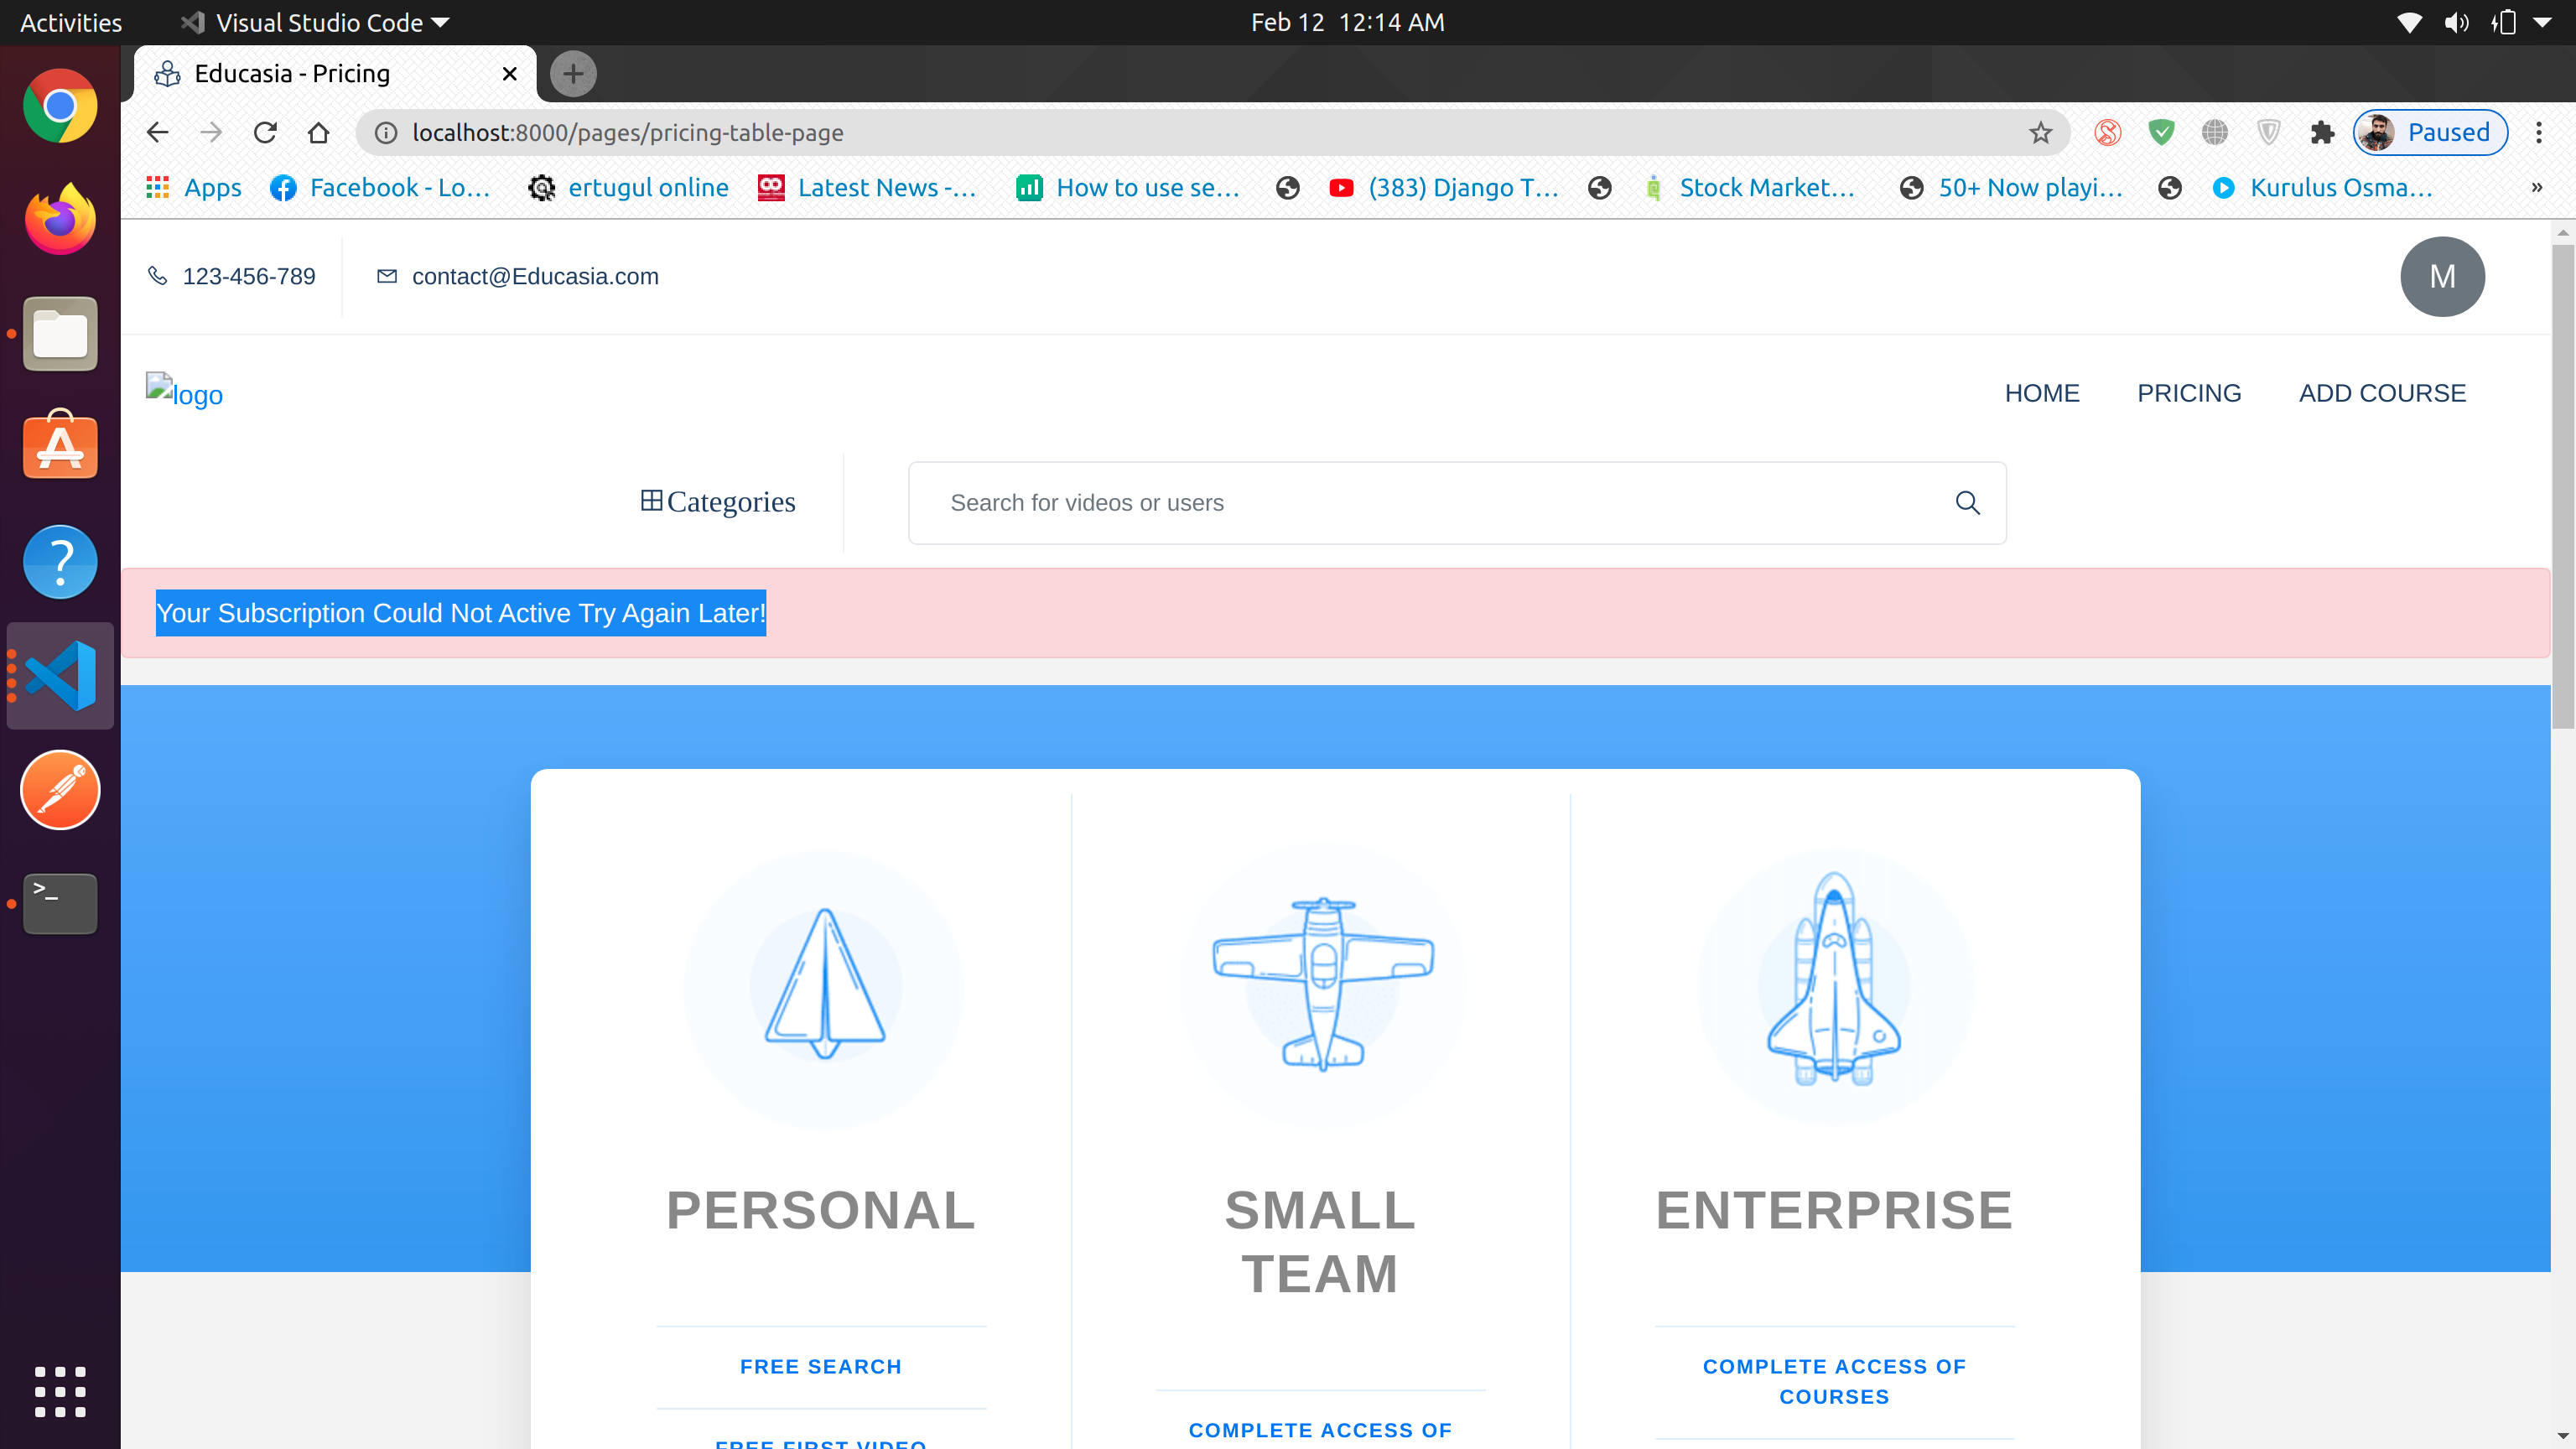 Activities
Visual Studio Code
Feb 12 12:14 AM
Educasia - Pricing
localhost:8000/pages/pricing-table-page
Paused
Apps
Facebook - Lo...
ertugul online
Latest News -...
How to use se...
(383) Django T...
Stock Market...
50+ Now playi...
Kurulus Osma...
»
123-456-789
contact@Educasia.com
M
logo
HOME
PRICING
ADD COURSE
Categories
Search for videos or users
Your Subscription Could Not Active Try Again Later!
PERSONAL
SMALL
TEAM
ENTERPRISE
FREE SEARCH
COMPLETE ACCESS OF
COURSES
COMPLETE ACCESS OF
FREE FIRST VIDEO